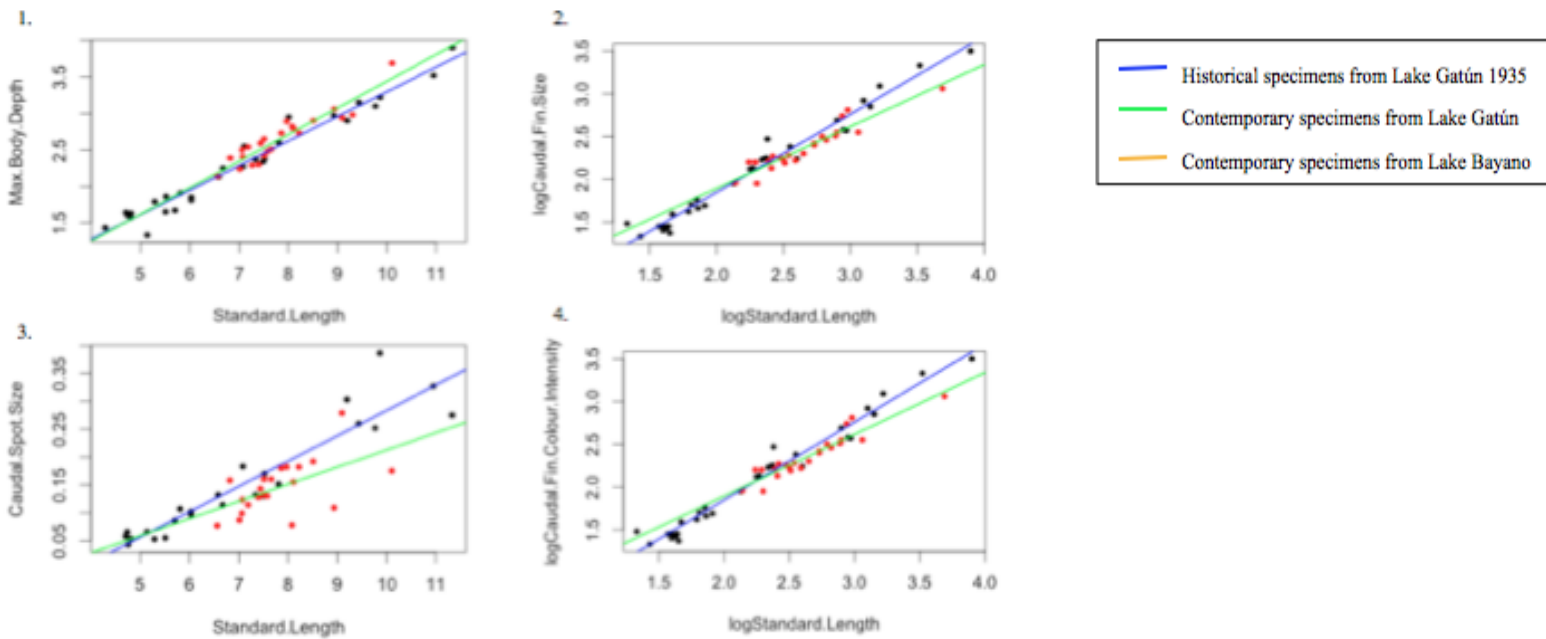 1.
Max.Body.Depth
3.5
2.5
1.5
5 6 7 8 9 10 11
Standard.Length
2.
logCaudal.Fin.Size
3.5
3.0
2.5
2.0
1.5
1.5 2.0 2.5 3.0 3.5 4.0
logStandard.Length
Historical specimens from Lake Gatún 1935
Contemporary specimens from Lake Gatún
Contemporary specimens from Lake Bayano
3.
Caudal.Spot.Size
0.35
0.25
0.15
0.05
5 6 7 8 9 10 11
Standard.Length
4.
logCaudal.Fin.Colour.Intensity
3.5
3.0
2.5
2.0
1.5
1.5 2.0 2.5 3.0 3.5 4.0
logStandard.Length